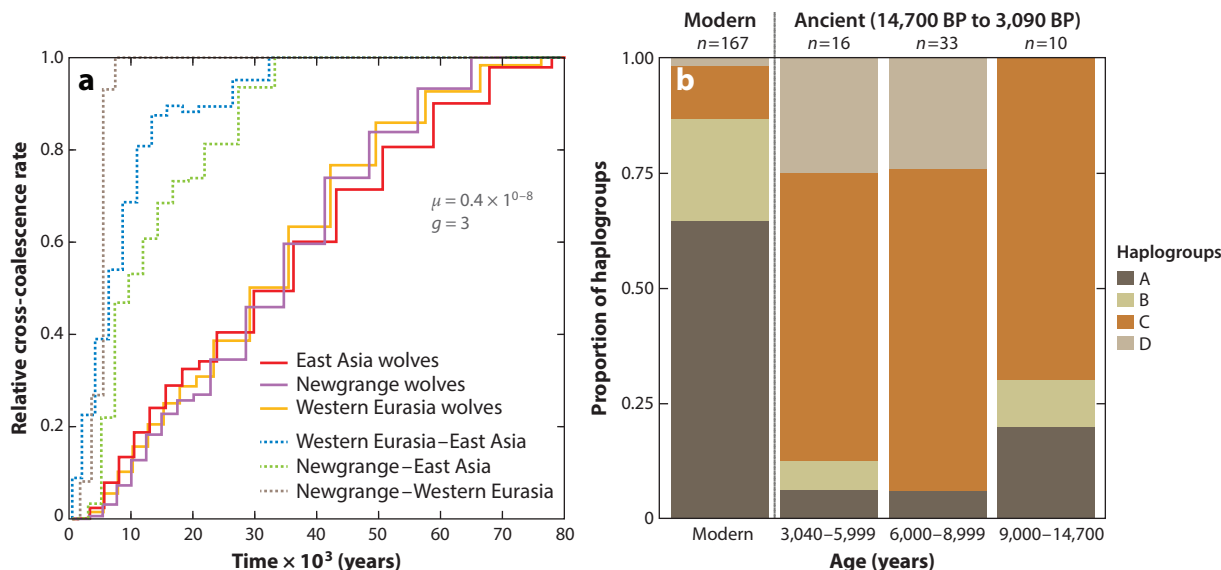 a
Relative cross-coalescence rate
1.0
0.8
0.6
0.4
0.2
0
0
10
20
30
40
50
60
70
80
Time × 10³ (years)
μ = 0.4 × 1⁰⁻⁸
g = 3
East Asia wolves
Newgrange wolves
Western Eurasia wolves
Western Eurasia–East Asia
Newgrange–East Asia
Newgrange–Western Eurasia
Modern
Ancient (14,700 BP to 3,090 BP)
n=167
n=16
n=33
n=10
b
Proportion of haplogroups
1.00
0.75
0.50
0.25
0
Modern
3,040–5,999
6,000–8,999
9,000–14,700
Age (years)
Haplogroups
A
B
C
D